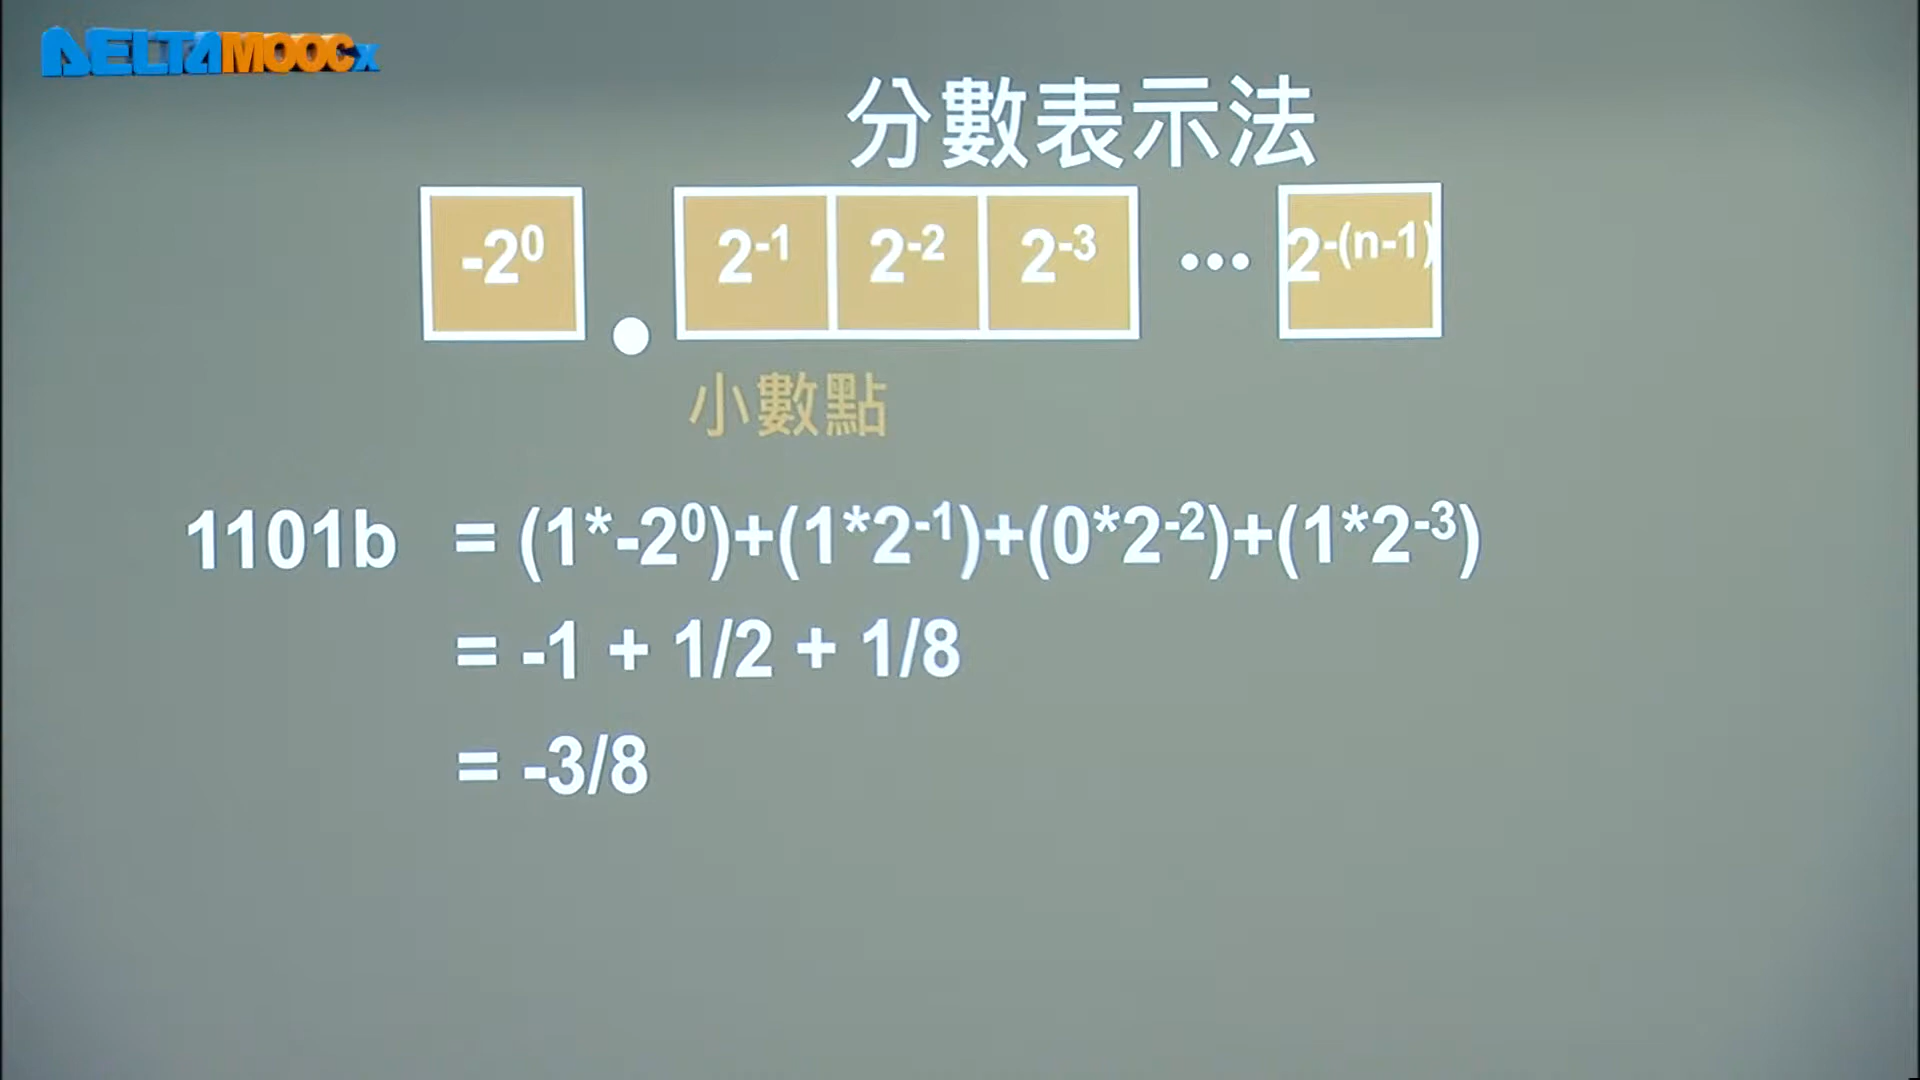 DELTAMOOCx
分數表示法
-2⁰ . 2⁻¹ 2⁻² 2⁻³ ... 2⁻⁽ⁿ⁻¹⁾
小數點
1101b = (1*-2⁰)+(1*2⁻¹)+(0*2⁻²)+(1*2⁻³)
= -1 + 1/2 + 1/8
= -3/8